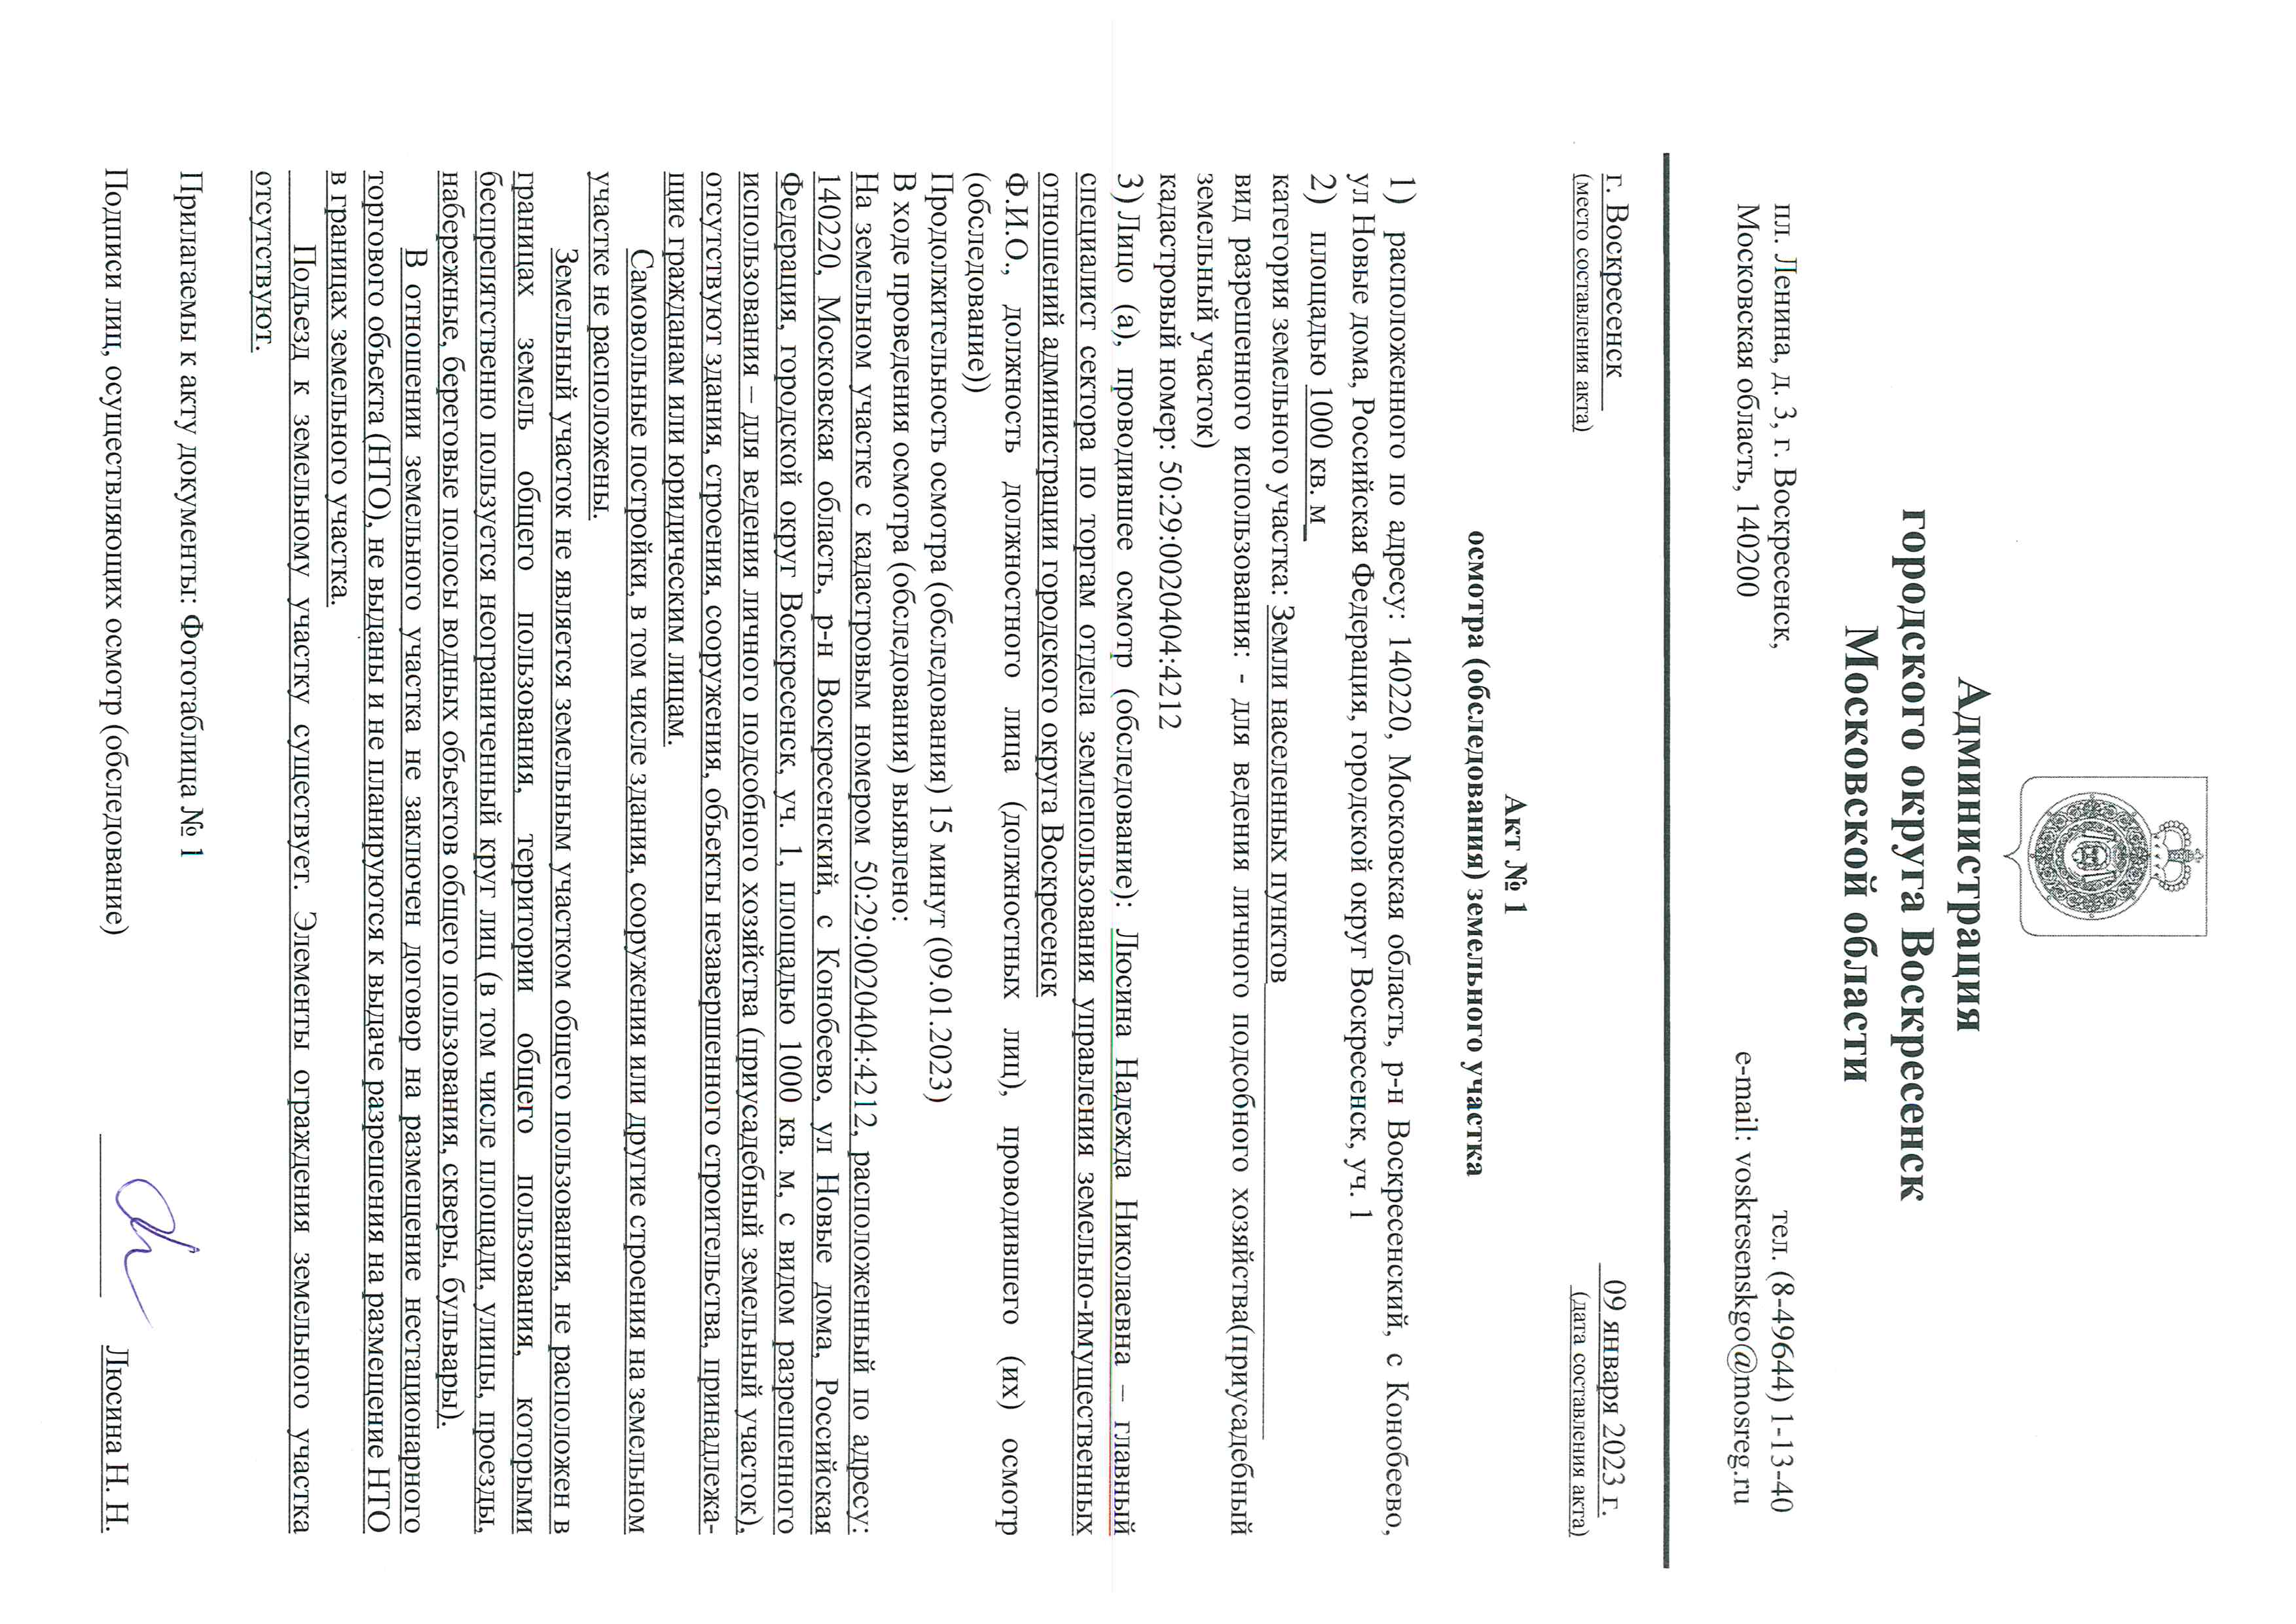 Администрация
городского округа Воскресенск
Московской области
пл. Ленина, д. 3, г. Воскресенск,
Московская область, 140200
тел. (8-49644) 1-13-40
e-mail: voskresenskgo@mosreg.ru
г. Воскресенск
(место составления акта)
09 января 2023 г.
(дата составления акта)
Акт № 1
осмотра (обследования) земельного участка
1) расположенного по адресу: 140220, Московская область, р-н Воскресенский, с Конобеево,
ул Новые дома, Российская Федерация, городской округ Воскресенск, уч. 1
2) площадью 1000 кв. м
категория земельного участка: Земли населенных пунктов
вид разрешенного использования: - для ведения личного подсобного хозяйства(приусадебный
земельный участок)
кадастровый номер: 50:29:0020404:4212
3) Лицо (а), проводившее осмотр (обследование): Люсина Надежда Николаевна – главный
специалист сектора по торгам отдела землепользования управления земельно-имущественных
отношений администрации городского округа Воскресенск
Ф.И.О., должность должностного лица (должностных лиц), проводившего (их) осмотр
(обследование))
Продолжительность осмотра (обследования) 15 минут (09.01.2023)
В ходе проведения осмотра (обследования) выявлено:
На земельном участке с кадастровым номером 50:29:0020404:4212, расположенный по адресу:
140220, Московская область, р-н Воскресенский, с Конобеево, ул Новые дома, Российская
Федерация, городской округ Воскресенск, уч. 1, площадью 1000 кв. м, с видом разрешенного
использования – для ведения личного подсобного хозяйства (приусадебный земельный участок),
отсутствуют здания, строения, сооружения, объекты незавершенного строительства, принадлежа-
щие гражданам или юридическим лицам.
Самовольные постройки, в том числе здания, сооружения или другие строения на земельном
участке не расположены.
Земельный участок не является земельным участком общего пользования, не расположен в
границах земель общего пользования, территории общего пользования, которыми
беспрепятственно пользуется неограниченный круг лиц (в том числе площади, улицы, проезды,
набережные, береговые полосы водных объектов общего пользования, скверы, бульвары).
В отношении земельного участка не заключен договор на размещение нестационарного
торгового объекта (НТО), не выданы и не планируются к выдаче разрешения на размещение НТО
в границах земельного участка.
Подъезд к земельному участку существует. Элементы ограждения земельного участка
отсутствуют.
Прилагаемы к акту документы: Фототаблица № 1
Подписи лиц, осуществляющих осмотр (обследование)
Люсина Н. Н.